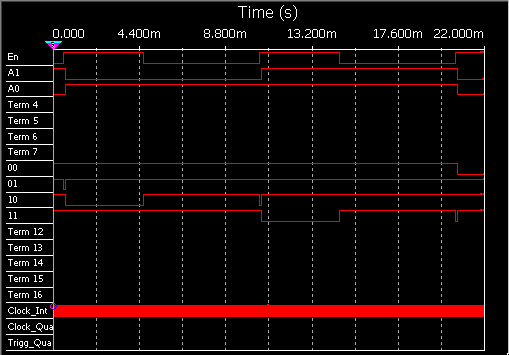 Time (s)
0.000 4.400m 8.800m 13.200m 17.600m 22.000m
En
A1
A0
Term 4
Term 5
Term 6
Term 7
00
01
10
11
Term 12
Term 13
Term 14
Term 15
Term 16
Clock_Int
Clock_Qua
Trigg_Qua